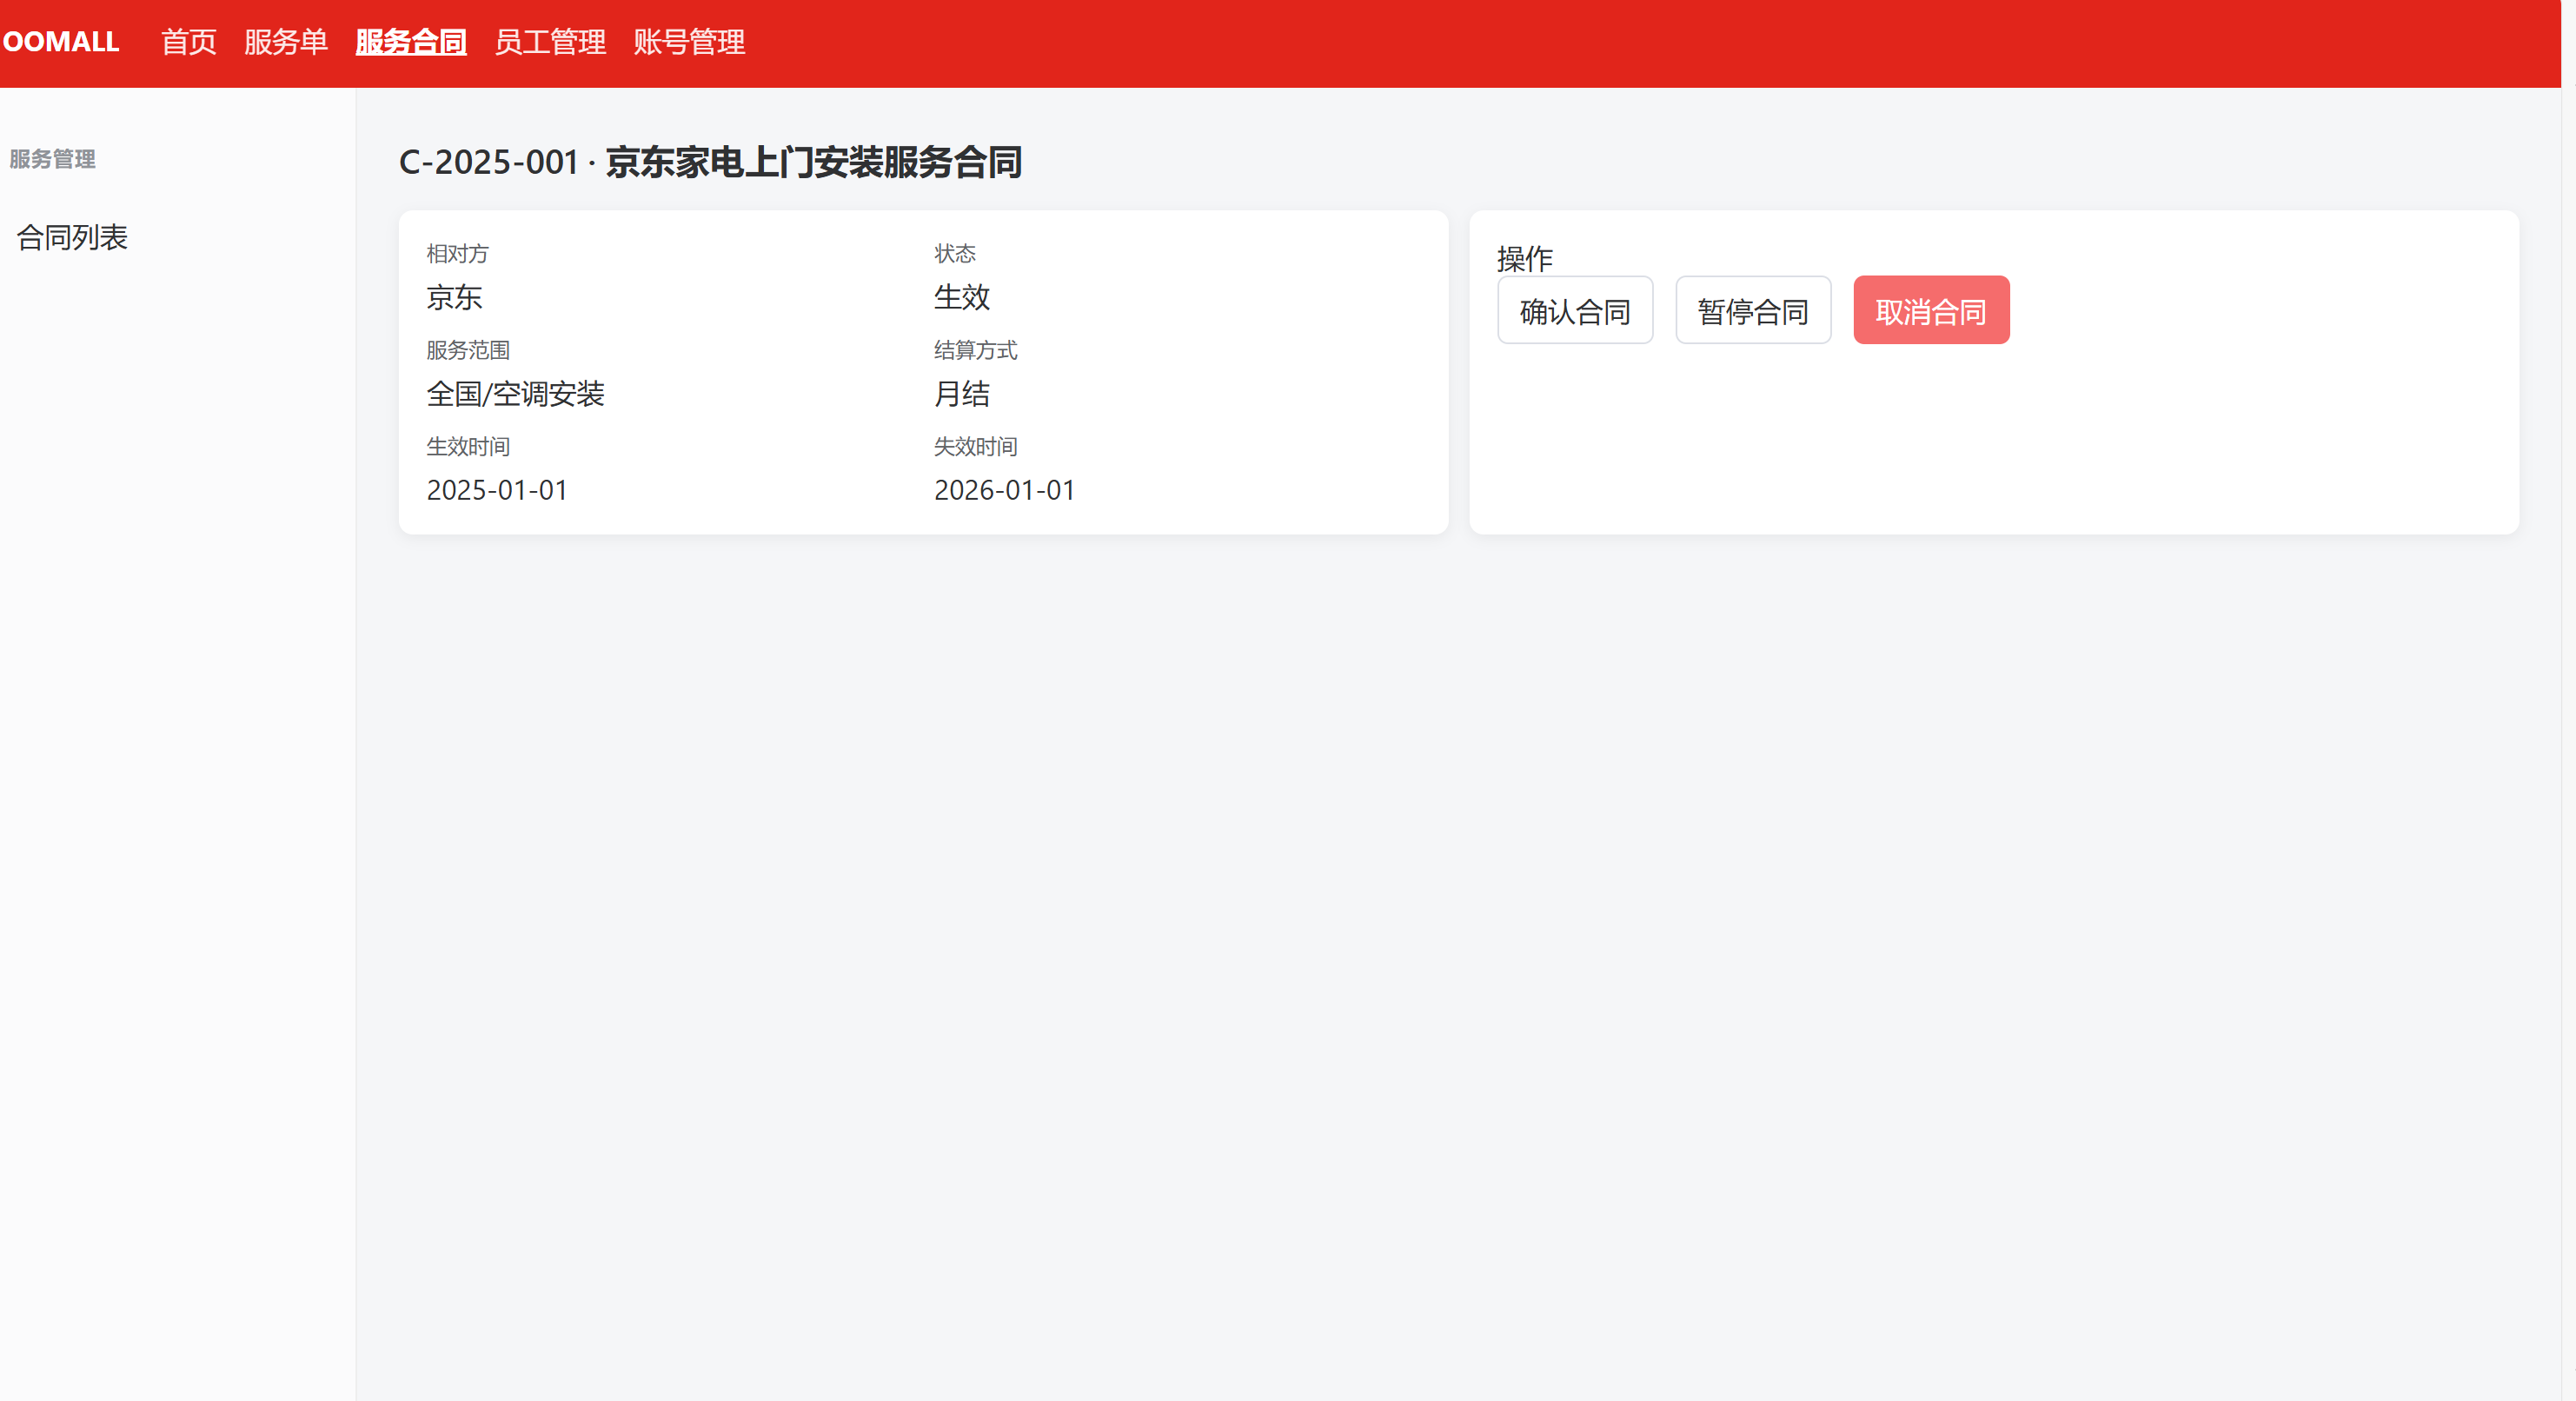 OOMALL 首页 服务单 服务合同 员工管理 账号管理
服务管理
合同列表
C-2025-001 · 京东家电上门安装服务合同
相对方
京东
状态
生效
服务范围
全国/空调安装
结算方式
月结
生效时间
2025-01-01
失效时间
2026-01-01
操作
确认合同 暂停合同 取消合同